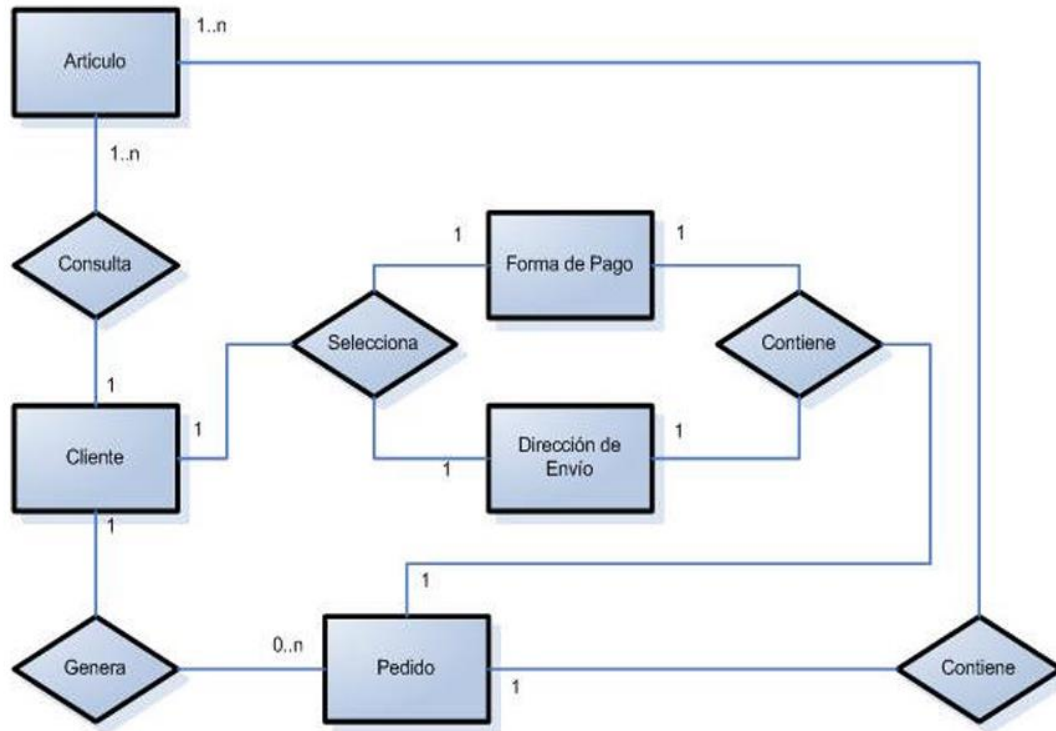 1..n
Artículo
1..n
Consulta
1
Cliente
1
1
Selecciona
1
Forma de Pago
1
Contiene
1
Dirección de
Envío
1
1
Genera
0..n
Pedido
1
Contiene